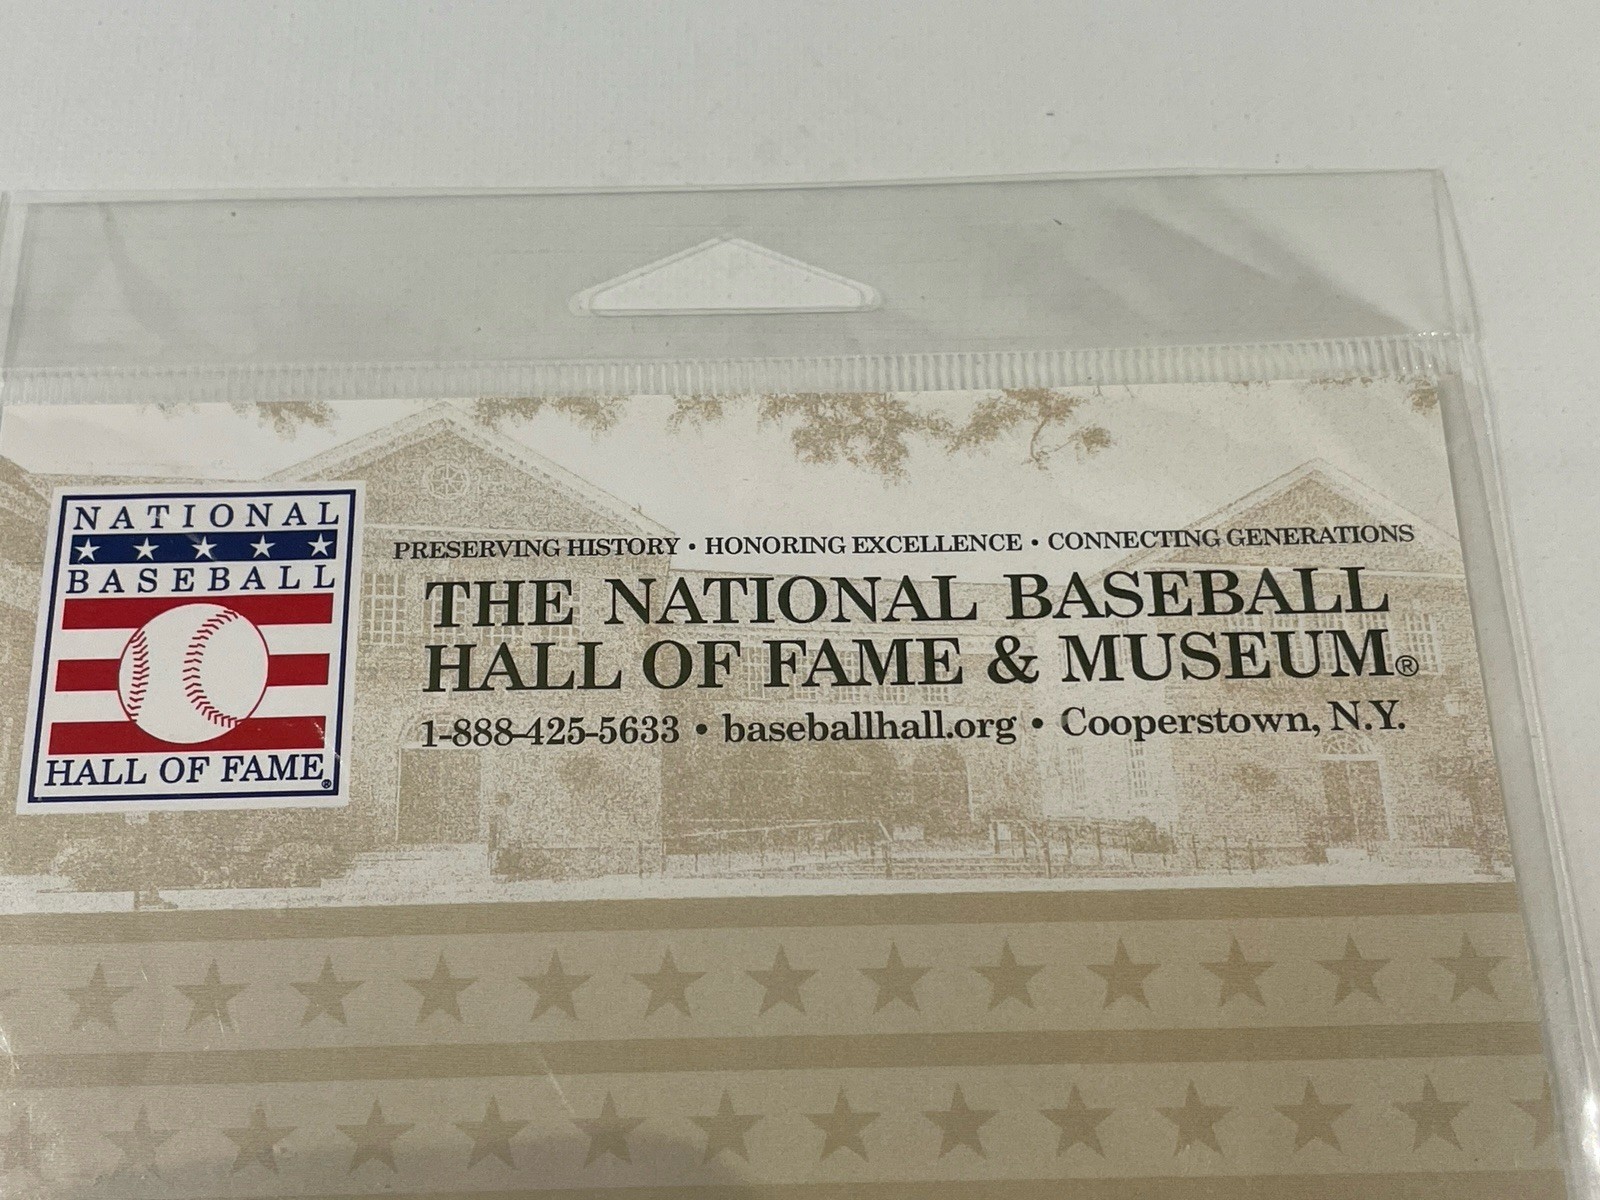 NATIONAL
BASEBALL
HALL OF FAME®
PRESERVING HISTORY • HONORING EXCELLENCE • CONNECTING GENERATIONS
THE NATIONAL BASEBALL
HALL OF FAME & MUSEUM®
1-888-425-5633 • baseballhall.org • Cooperstown, N.Y.